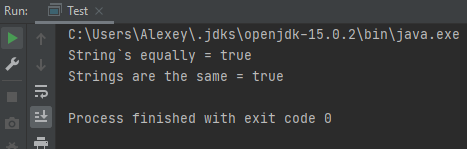 Run: Test
C:\Users\Alexey\.jdks\openjdk-15.0.2\bin\java.exe
String`s equally = true
Strings are the same = true
Process finished with exit code 0